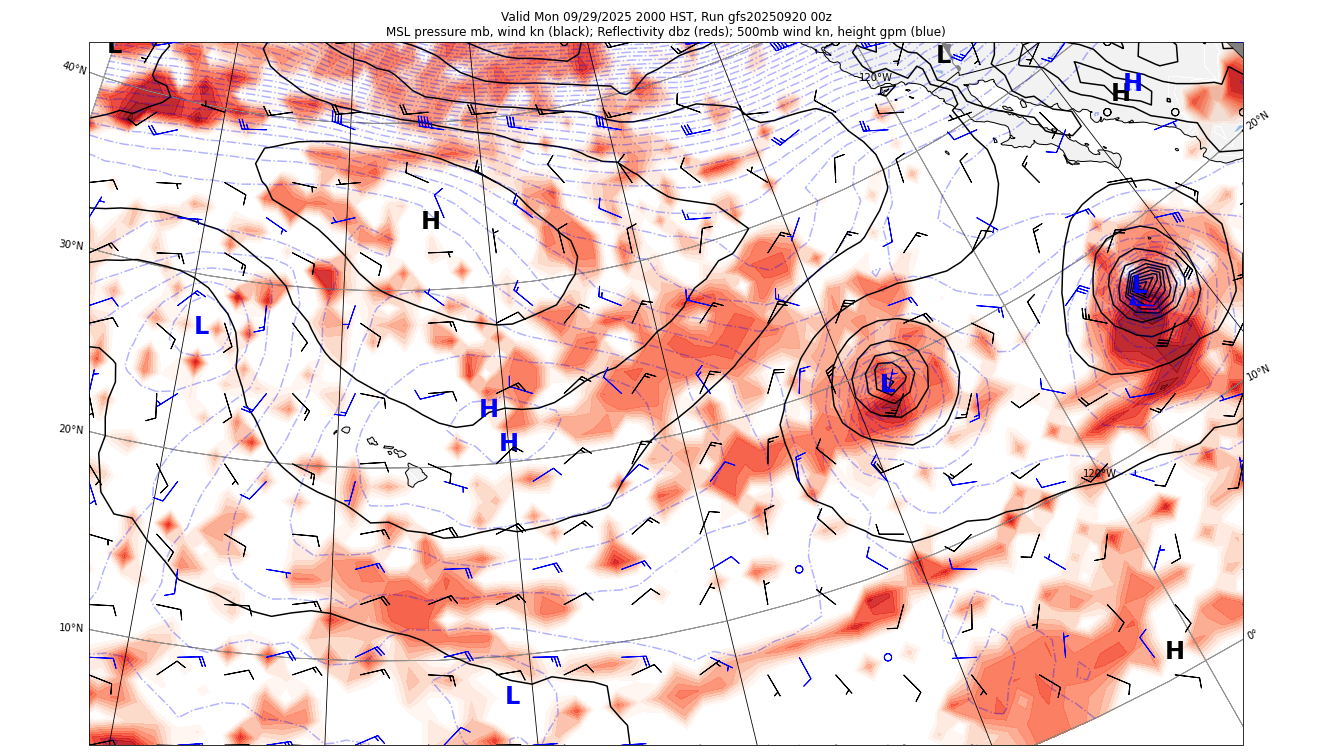 Valid Mon 09/29/2025 2000 HST, Run gfs20250920 00z
MSL pressure mb, wind kn (black); Reflectivity dbz (reds); 500mb wind kn, height gpm (blue)
L
L
H
H
40°N
120°W
20°N
H
30°N
L
L
L
10°N
H
20°N
H
120°W
10°N
0°
H
L